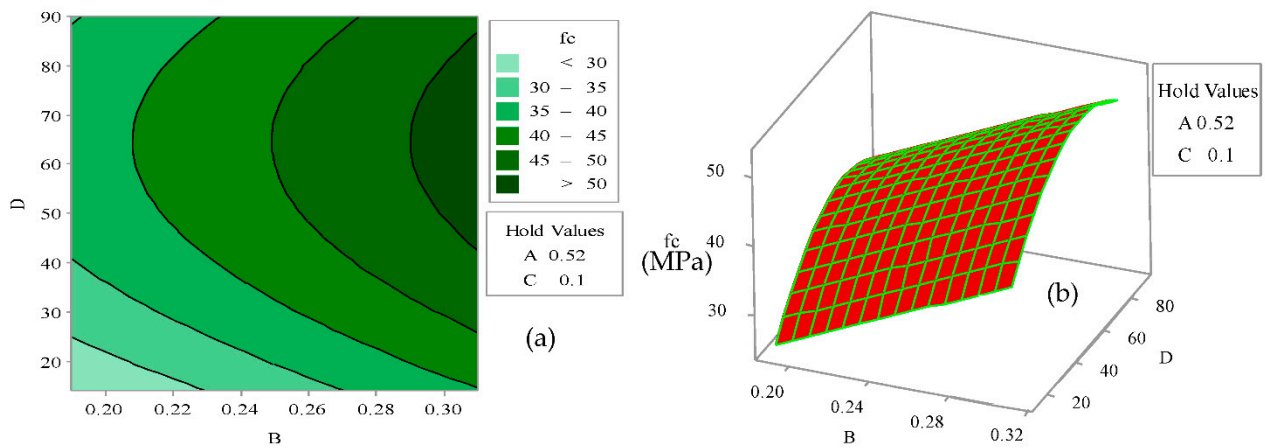 90
80
70
60
50
40
30
20
D
0.20
0.22
0.24
0.26
0.28
0.30
B
fc
< 30
30 – 35
35 – 40
40 – 45
45 – 50
> 50
Hold Values
A 0.52
C 0.1
(a)
50
40
30
fc
(MPa)
0.20
0.24
0.28
0.32
B
20
40
60
80
D
(b)
Hold Values
A 0.52
C 0.1